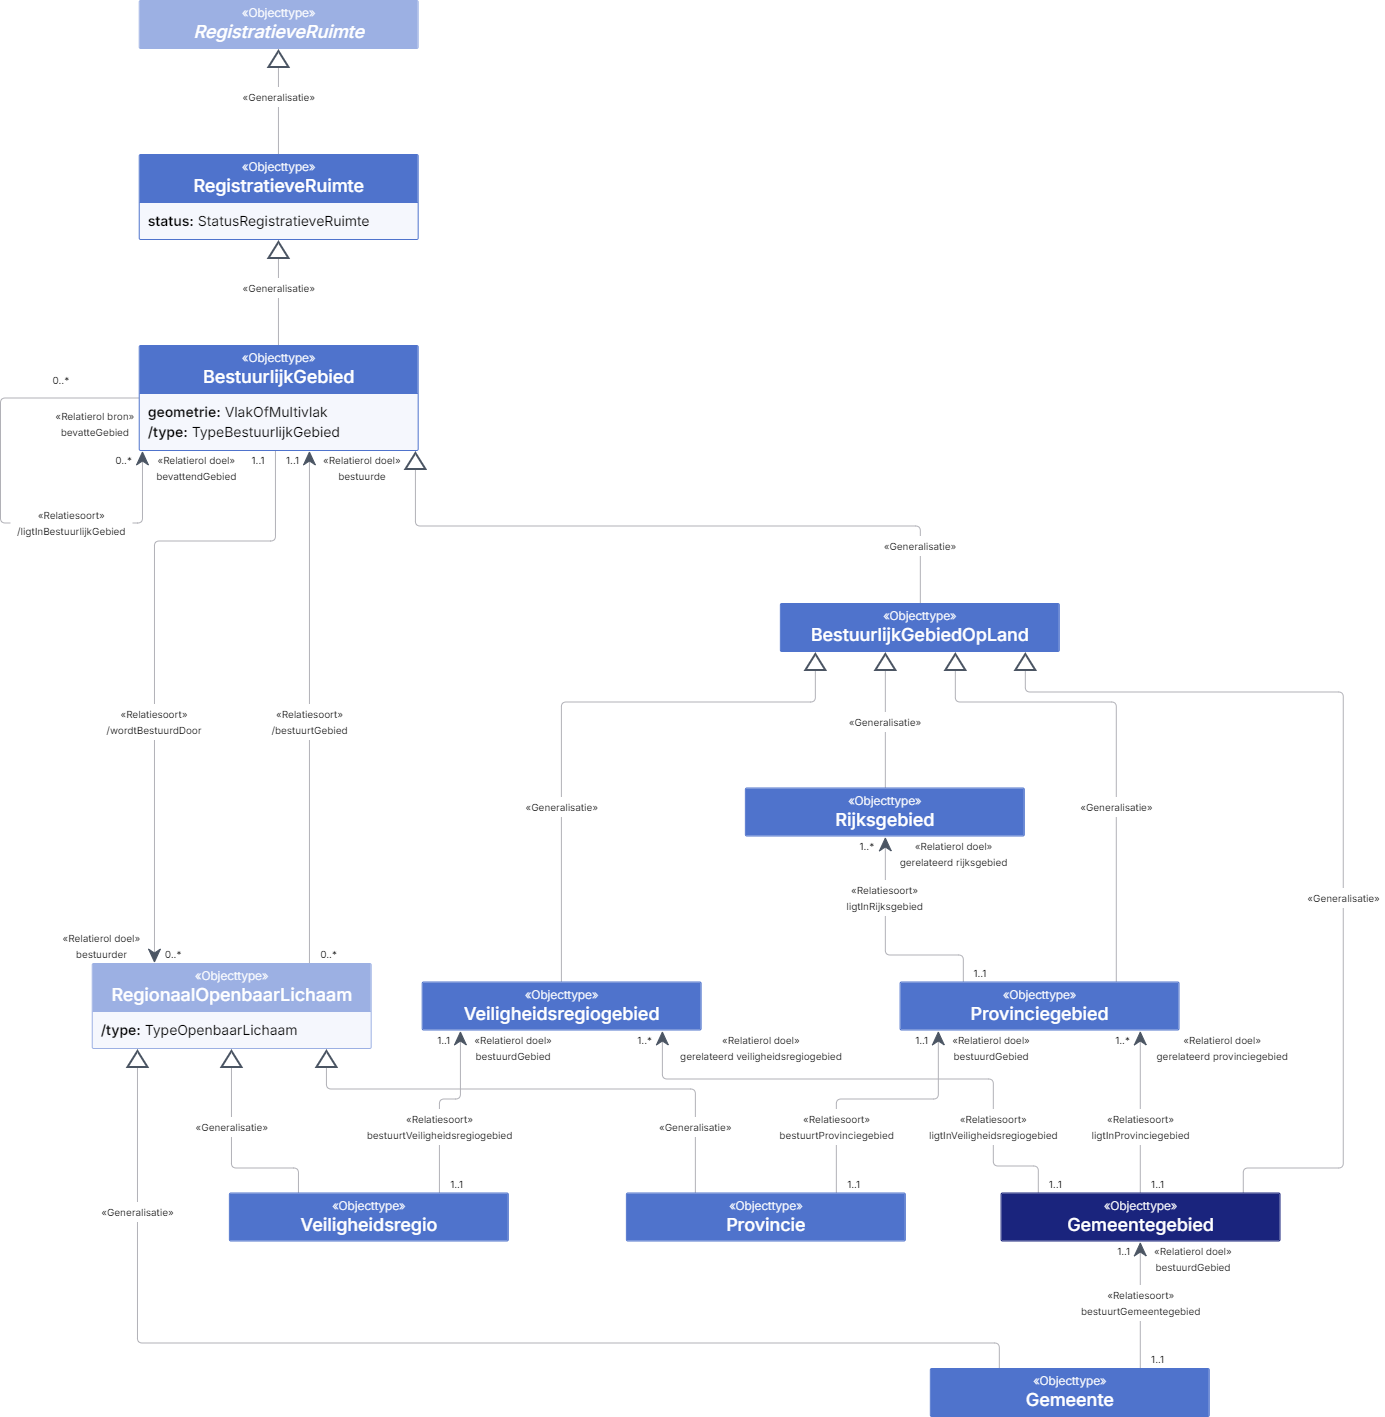 «Objecttype»
RegistratieveRuimte
«Generalisatie»
«Objecttype»
RegistratieveRuimte
status: StatusRegistratieveRuimte
«Generalisatie»
«Objecttype»
BestuurlijkGebied
geometrie: VlakOfMultivlak
/type: TypeBestuurlijkGebied
0..*
«Relatierol bron»
bevatteGebied
0..* «Relatierol doel» 1..1 1..1 «Relatierol doel»
bevattendGebied bestuurde
«Relatiesoort»
/ligtInBestuurlijkGebied
«Generalisatie»
«Objecttype»
BestuurlijkGebiedOpLand
«Relatiesoort» «Relatiesoort» «Generalisatie»
/wordtBestuurdDoor /bestuurtGebied
«Generalisatie» «Generalisatie»
«Objecttype»
Rijksgebied
1..* «Relatierol doel»
gerelateerd rijksgebied
«Relatiesoort»
ligtInRijksgebied
«Generalisatie»
«Relatierol doel»
bestuurder 0..* 0..*
«Objecttype»
RegionaalOpenbaarLichaam
/type: TypeOpenbaarLichaam
1..1
«Objecttype» «Objecttype»
Veiligheidsregiogebied Provinciegebied
1..1 «Relatierol doel» 1..* «Relatierol doel» 1..1 «Relatierol doel» 1..* «Relatierol doel»
bestuurdGebied gerelateerd veiligheidsregiogebied bestuurdGebied gerelateerd provinciegebied
«Generalisatie» «Relatiesoort» «Generalisatie» «Relatiesoort» «Relatiesoort» «Relatiesoort»
bestuurtVeiligheidsregiogebied bestuurtProvinciegebied ligtInVeiligheidsregiogebied ligtInProvinciegebied
1..1 1..1 1..1 1..1
«Objecttype» «Objecttype» «Objecttype»
Veiligheidsregio Provincie Gemeentegebied
«Generalisatie»
1..1 «Relatierol doel»
bestuurdGebied
«Relatiesoort»
bestuurtGemeentegebied
1..1
«Objecttype»
Gemeente